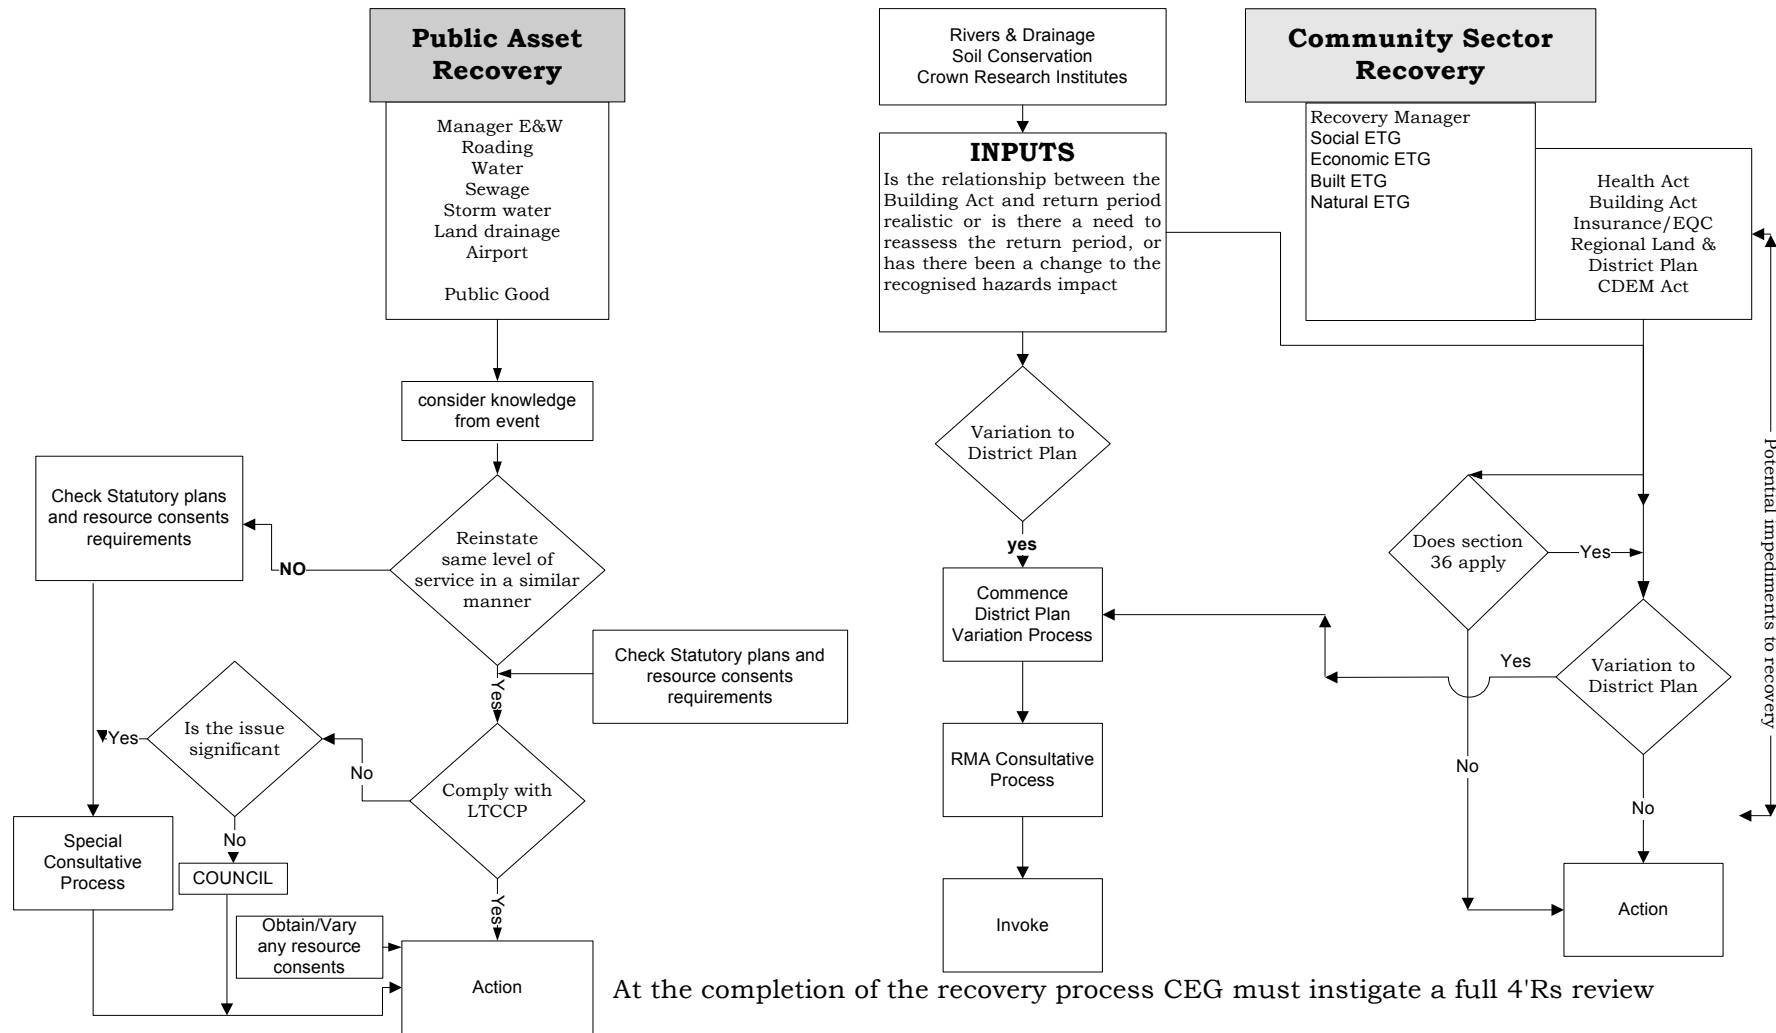 Public Asset
Recovery
Manager E&W
Roading
Water
Sewage
Storm water
Land drainage
Airport
Public Good
consider knowledge
from event
Check Statutory plans
and resource consents
requirements
Reinstate
same level of
service in a similar
manner
NO
Yes
Check Statutory plans and
resource consents
requirements
Is the issue
significant
Yes
No
No
Comply with
LTCCP
Yes
Special
Consultative
Process
COUNCIL
Obtain/Vary
any resource
consents
Action
Rivers & Drainage
Soil Conservation
Crown Research Institutes
INPUTS
Is the relationship between the
Building Act and return period
realistic or is there a need to
reassess the return period, or
has there been a change to the
recognised hazards impact
Variation to
District Plan
yes
Commence
District Plan
Variation Process
RMA Consultative
Process
Invoke
Community Sector
Recovery
Recovery Manager
Social ETG
Economic ETG
Built ETG
Natural ETG
Health Act
Building Act
Insurance/EQC
Regional Land &
District Plan
CDEM Act
Potential impediments to recovery
Does section
36 apply
Yes
No
Variation to
District Plan
Yes
No
Action
At the completion of the recovery process CEG must instigate a full 4'Rs review